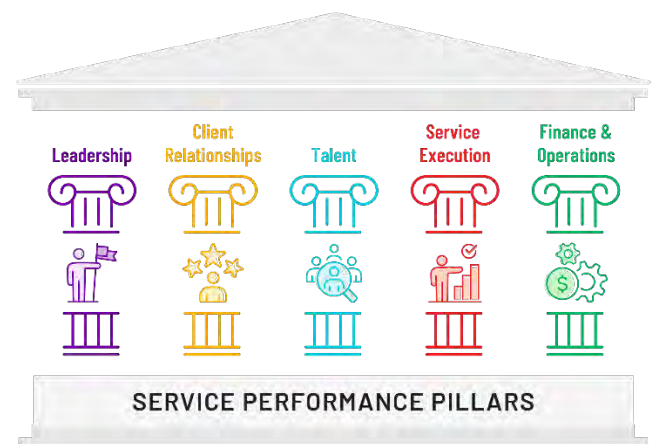 Leadership
Client
Relationships
Talent
Service
Execution
Finance &
Operations
$
SERVICE PERFORMANCE PILLARS